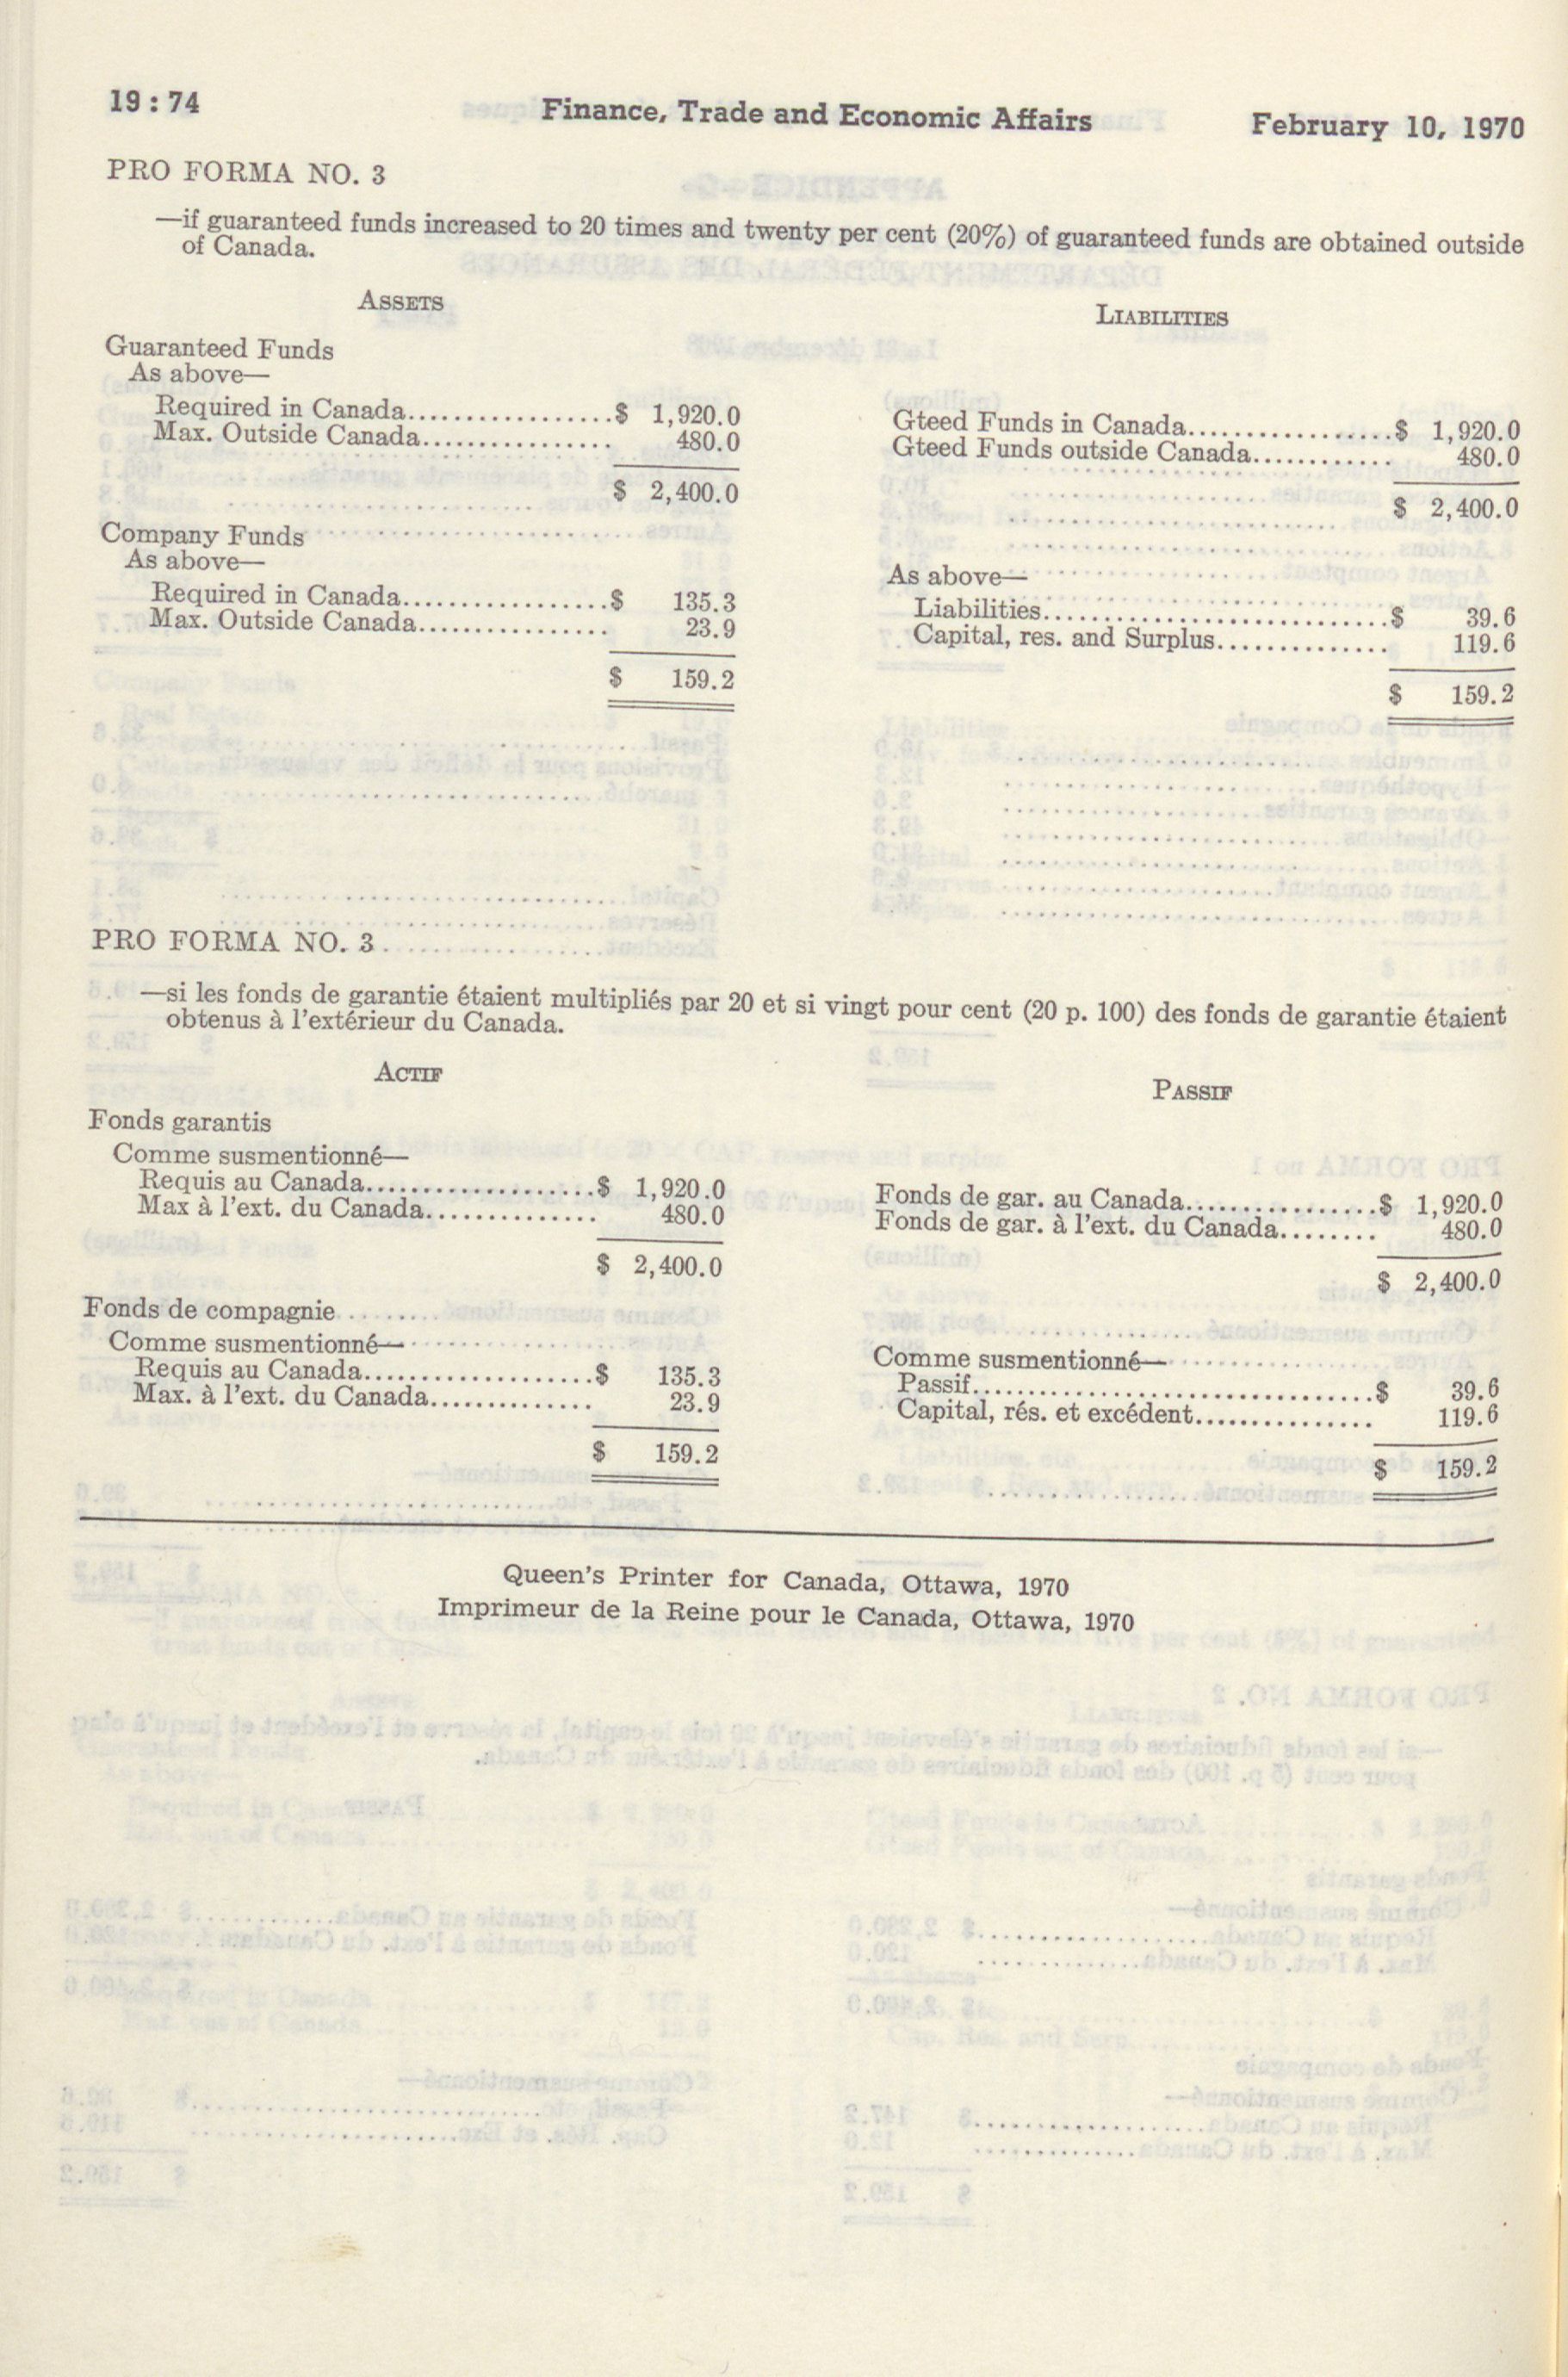 19 : 74 Finance, Trade and Economic Affairs February 10, 1970
PRO FORMA NO. 3
—if guaranteed funds increased to 20 times and twenty per cent (20%) of guaranteed funds are obtained outside
of Canada.
ASSETS
Guaranteed Funds
As above—
Required in Canada..................$ 1,920.0
Max. Outside Canada................. 480.0
$ 2,400.0
Company Funds
As above—
Required in Canada..................$ 135.3
Max. Outside Canada................. 23.9
$ 159.2
LIABILITIES
Gteed Funds in Canada..................$ 1,920.0
Gteed Funds outside Canada............ 480.0
$ 2,400.0
As above—
Liabilities..............................$ 39.6
Capital, res. and Surplus............... 119.6
$ 159.2
PRO FORMA NO. 3
—si les fonds de garantie étaient multipliés par 20 et si vingt pour cent (20 p. 100) des fonds de garantie étaient
obtenus à l'extérieur du Canada.
ACTIF
Fonds garantis
Comme susmentionné—
Requis au Canada....................$ 1,920.0
Max à l'ext. du Canada............... 480.0
$ 2,400.0
Fonds de compagnie
Comme susmentionné—
Requis au Canada....................$ 135.3
Max. à l'ext. du Canada.............. 23.9
$ 159.2
PASSIF
Fonds de gar. au Canada.................$ 1,920.0
Fonds de gar. à l'ext. du Canada........ 480.0
$ 2,400.0
Comme susmentionné—
Passif...................................$ 39.6
Capital, rés. et excédent................ 119.6
$ 159.2
Queen's Printer for Canada, Ottawa, 1970
Imprimeur de la Reine pour le Canada, Ottawa, 1970